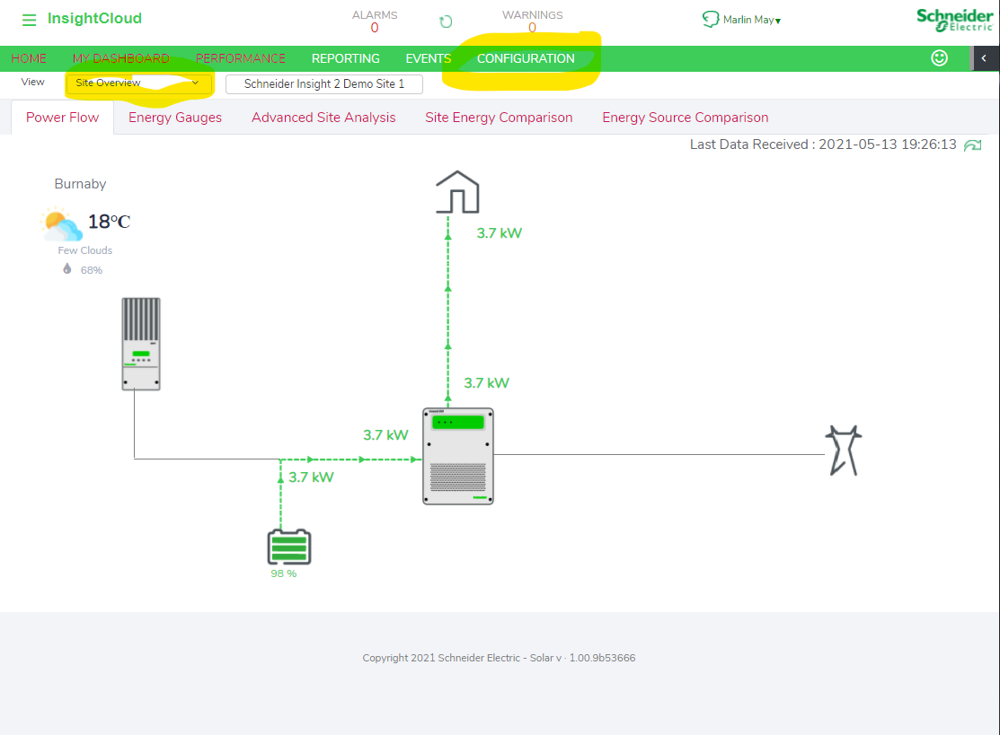 InsightCloud
ALARMS
0
WARNINGS
0
Marlin May
Schneider
Electric
HOME MY DASHBOARD PERFORMANCE REPORTING EVENTS CONFIGURATION
View Site Overview Schneider Insight 2 Demo Site 1
Power Flow Energy Gauges Advanced Site Analysis Site Energy Comparison Energy Source Comparison
Last Data Received : 2021-05-13 19:26:13
Burnaby
18°C
Few Clouds
68%
3.7 kW
3.7 kW
3.7 kW
3.7 kW
98 %
Copyright 2021 Schneider Electric - Solar v · 1.00.9b53666